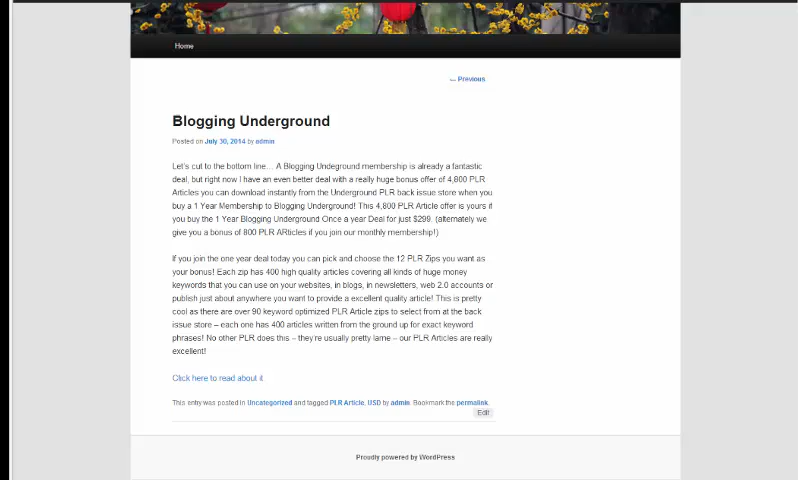 Home
← Previous
Blogging Underground
Posted on July 30, 2014 by admin
Let's cut to the bottom line… A Blogging Undeground membership is already a fantastic
deal, but right now I have an even better deal with a really huge bonus offer of 4,800 PLR
Articles you can download instantly from the Underground PLR back issue store when you
buy a 1 Year Membership to Blogging Underground! This 4,800 PLR Article offer is yours if
you buy the 1 Year Blogging Underground Once a year Deal for just $299. (alternately we
give you a bonus of 800 PLR ARticles if you join our monthly membership!)
If you join the one year deal today you can pick and choose the 12 PLR Zips you want as
your bonus! Each zip has 400 high quality articles covering all kinds of huge money
keywords that you can use on your websites, in blogs, in newsletters, web 2.0 accounts or
publish just about anywhere you want to provide a excellent quality article! This is pretty
cool as there are over 90 keyword optimized PLR Article zips to select from at the back
issue store – each one has 400 articles written from the ground up for exact keyword
phrases! No other PLR does this – they're usually pretty lame – our PLR Articles are really
excellent!
Click here to read about it
This entry was posted in Uncategorized and tagged PLR Article, USD by admin. Bookmark the permalink.
Edit
Proudly powered by WordPress